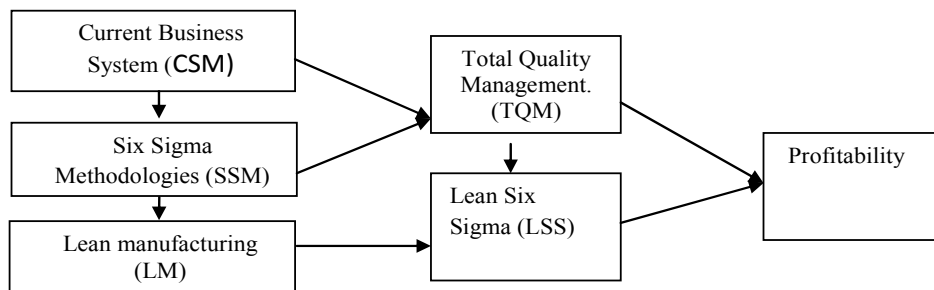 Current Business
System (CSM)
Six Sigma
Methodologies (SSM)
Lean manufacturing
(LM)
Total Quality
Management.
(TQM)
Lean Six
Sigma (LSS)
Profitability